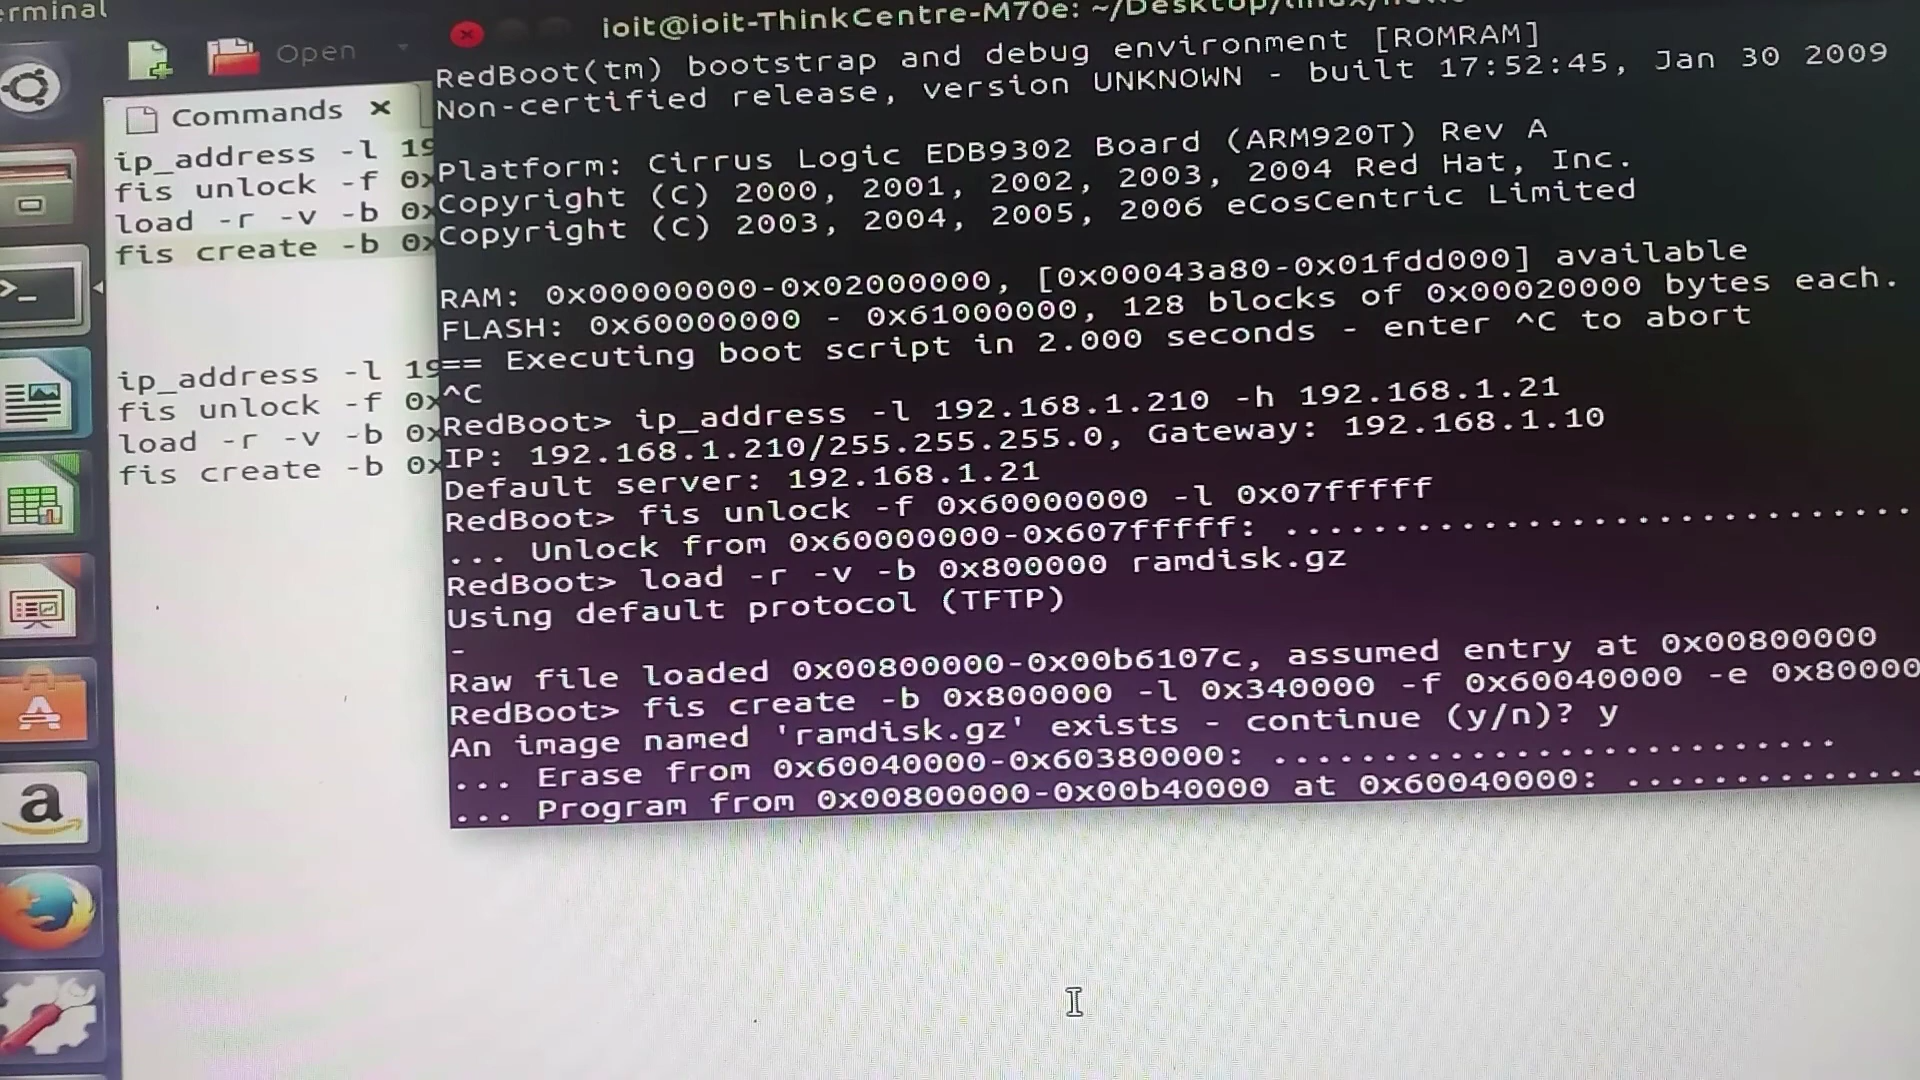 erminal
Open
Commands
ip_address -l 19
fis unlock -f 0x
load -r -v -b 0x
fis create -b 0x
ip_address -l 19
fis unlock -f 0x
load -r -v -b 0x
fis create -b 0x
ioit@ioit-ThinkCentre-M70e: ~/Desktop/linux/
RedBoot(tm) bootstrap and debug environment [ROMRAM]
Non-certified release, version UNKNOWN - built 17:52:45, Jan 30 2009
Platform: Cirrus Logic EDB9302 Board (ARM920T) Rev A
Copyright (C) 2000, 2001, 2002, 2003, 2004 Red Hat, Inc.
Copyright (C) 2003, 2004, 2005, 2006 eCosCentric Limited
RAM: 0x00000000-0x02000000, [0x00043a80-0x01fdd000] available
FLASH: 0x60000000 - 0x61000000, 128 blocks of 0x00020000 bytes each.
== Executing boot script in 2.000 seconds - enter ^C to abort
^C
RedBoot> ip_address -l 192.168.1.210 -h 192.168.1.21
IP: 192.168.1.210/255.255.255.0, Gateway: 192.168.1.10
Default server: 192.168.1.21
RedBoot> fis unlock -f 0x60000000 -l 0x07fffff
... Unlock from 0x60000000-0x607fffff: .............................
RedBoot> load -r -v -b 0x800000 ramdisk.gz
Using default protocol (TFTP)
-
Raw file loaded 0x00800000-0x00b6107c, assumed entry at 0x00800000
RedBoot> fis create -b 0x800000 -l 0x340000 -f 0x60040000 -e 0x80000
An image named 'ramdisk.gz' exists - continue (y/n)? y
... Erase from 0x60040000-0x60380000: ..........................
... Program from 0x00800000-0x00b40000 at 0x60040000: ..............
a